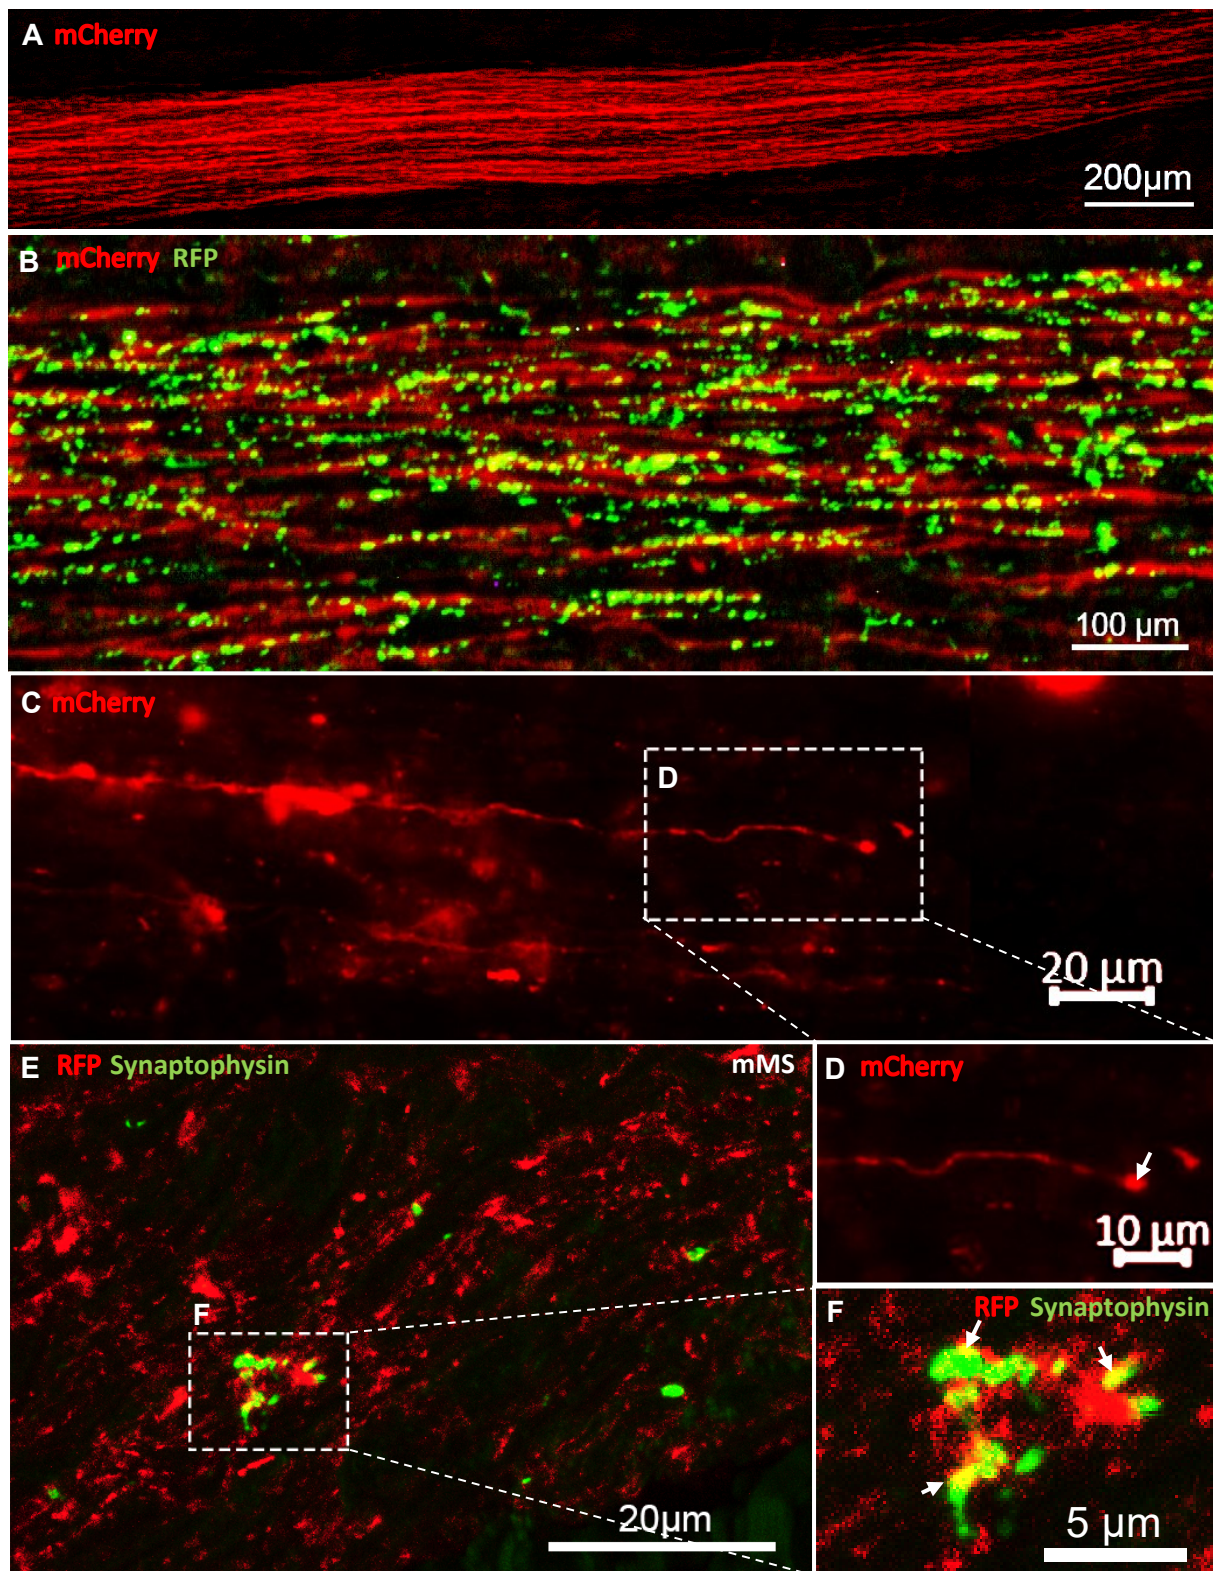 A mCherry
200µm
B mCherry RFP
100 µm
C mCherry
D
20 µm
E RFP Synaptophysin mMS
D mCherry
10 µm
F
F RFP Synaptophysin
20µm
5 µm